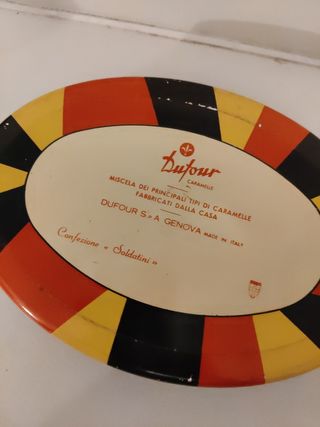 Dufour
CARAMELLE
MISCELA DEI PRINCIPALI TIPI DI CARAMELLE
FABBRICATI DALLA CASA
DUFOUR S.p.A GENOVA MADE IN ITALY
Confezione « Soldatini »